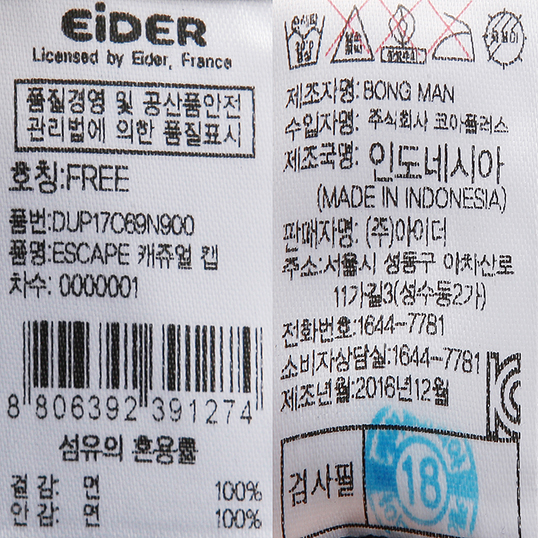 EiDER
Licensed by Eider, France
품질경영 및 공산품안전
관리법에 의한 품질표시
호칭:FREE
품번:DUP17C69N900
품명:ESCAPE 캐쥬얼 캡
차수: 0000001
8 806392 391274
섬유의 혼용률
겉감: 면 100%
안감: 면 100%
제조자명: BONG MAN
수입자명: 주식회사 코아플러스
제조국명: 인도네시아
(MADE IN INDONESIA)
판매자명: (주)아이더
주소:서울시 성동구 아차산로
11가길3(성수동2가)
전화번호:1644-7781
소비자상담실:1644-7781
제조년월:2016년12월
검사필
18